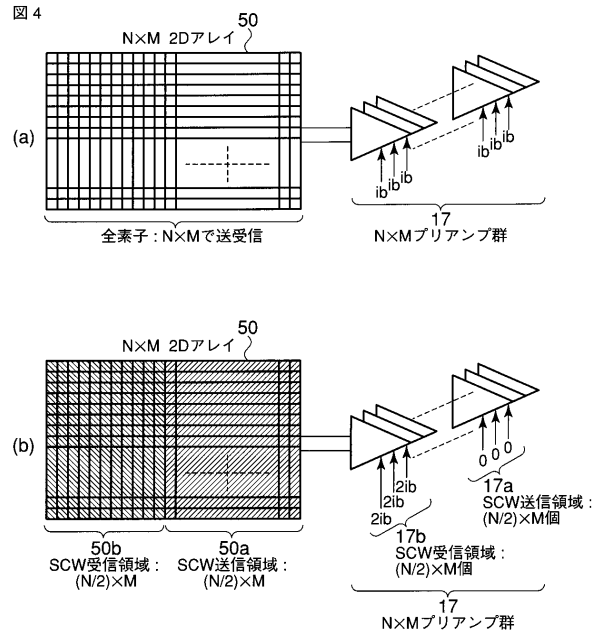 図4
50
N×M 2Dアレイ
(a)
ib
ib
ib
ib
ib
ib
全素子：N×Mで送受信
17
N×Mプリアンプ群
50
N×M 2Dアレイ
(b)
0
0
0
17a
SCW送信領域：
(N/2)×M個
2ib
2ib
2ib
17b
SCW受信領域：
(N/2)×M個
50b
SCW受信領域：
(N/2)×M
50a
SCW送信領域：
(N/2)×M
17
N×Mプリアンプ群